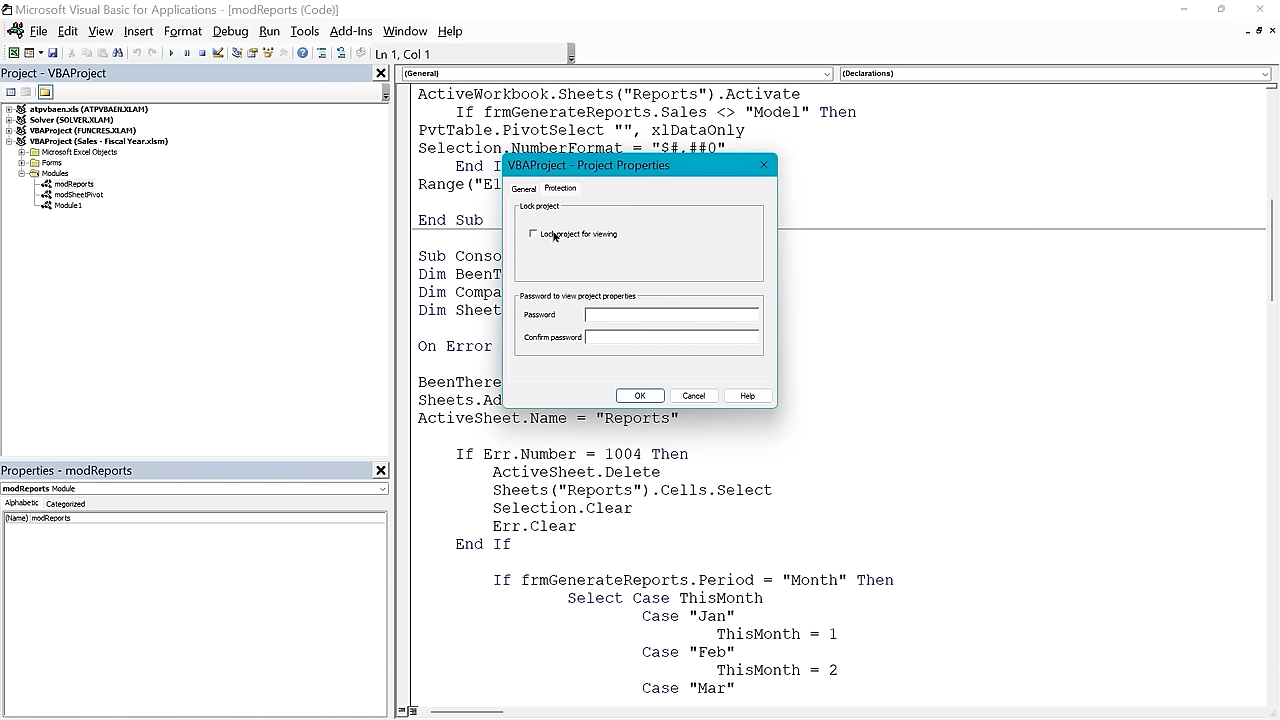 Microsoft Visual Basic for Applications - [modReports (Code)]
File Edit View Insert Format Debug Run Tools Add-Ins Window Help
Ln 1, Col 1
Project - VBAProject
atpvbaen.xls (ATPVBAEN.XLAM)
Solver (SOLVER.XLAM)
VBAProject (FUNCRES.XLAM)
VBAProject (Sales - Fiscal Year.xlsm)
Microsoft Excel Objects
Forms
Modules
modReports
modSheetPivot
Module1
Properties - modReports
modReports Module
Alphabetic Categorized
(Name) modReports
(General) (Declarations)
ActiveWorkbook.Sheets("Reports").Activate
If frmGenerateReports.Sales <> "Model" Then
PvtTable.PivotSelect "", xlDataOnly
Selection.NumberFormat = "$#,##0"
End I
Range("El
End Sub
Sub Conso
Dim BeenT
Dim Compa
Dim Sheet
On Error
BeenThere
Sheets.Ad
ActiveSheet.Name = "Reports"
If Err.Number = 1004 Then
ActiveSheet.Delete
Sheets("Reports").Cells.Select
Selection.Clear
Err.Clear
End If
If frmGenerateReports.Period = "Month" Then
Select Case ThisMonth
Case "Jan"
ThisMonth = 1
Case "Feb"
ThisMonth = 2
Case "Mar"
VBAProject - Project Properties
General Protection
Lock project
Lock project for viewing
Password to view project properties
Password
Confirm password
OK Cancel Help